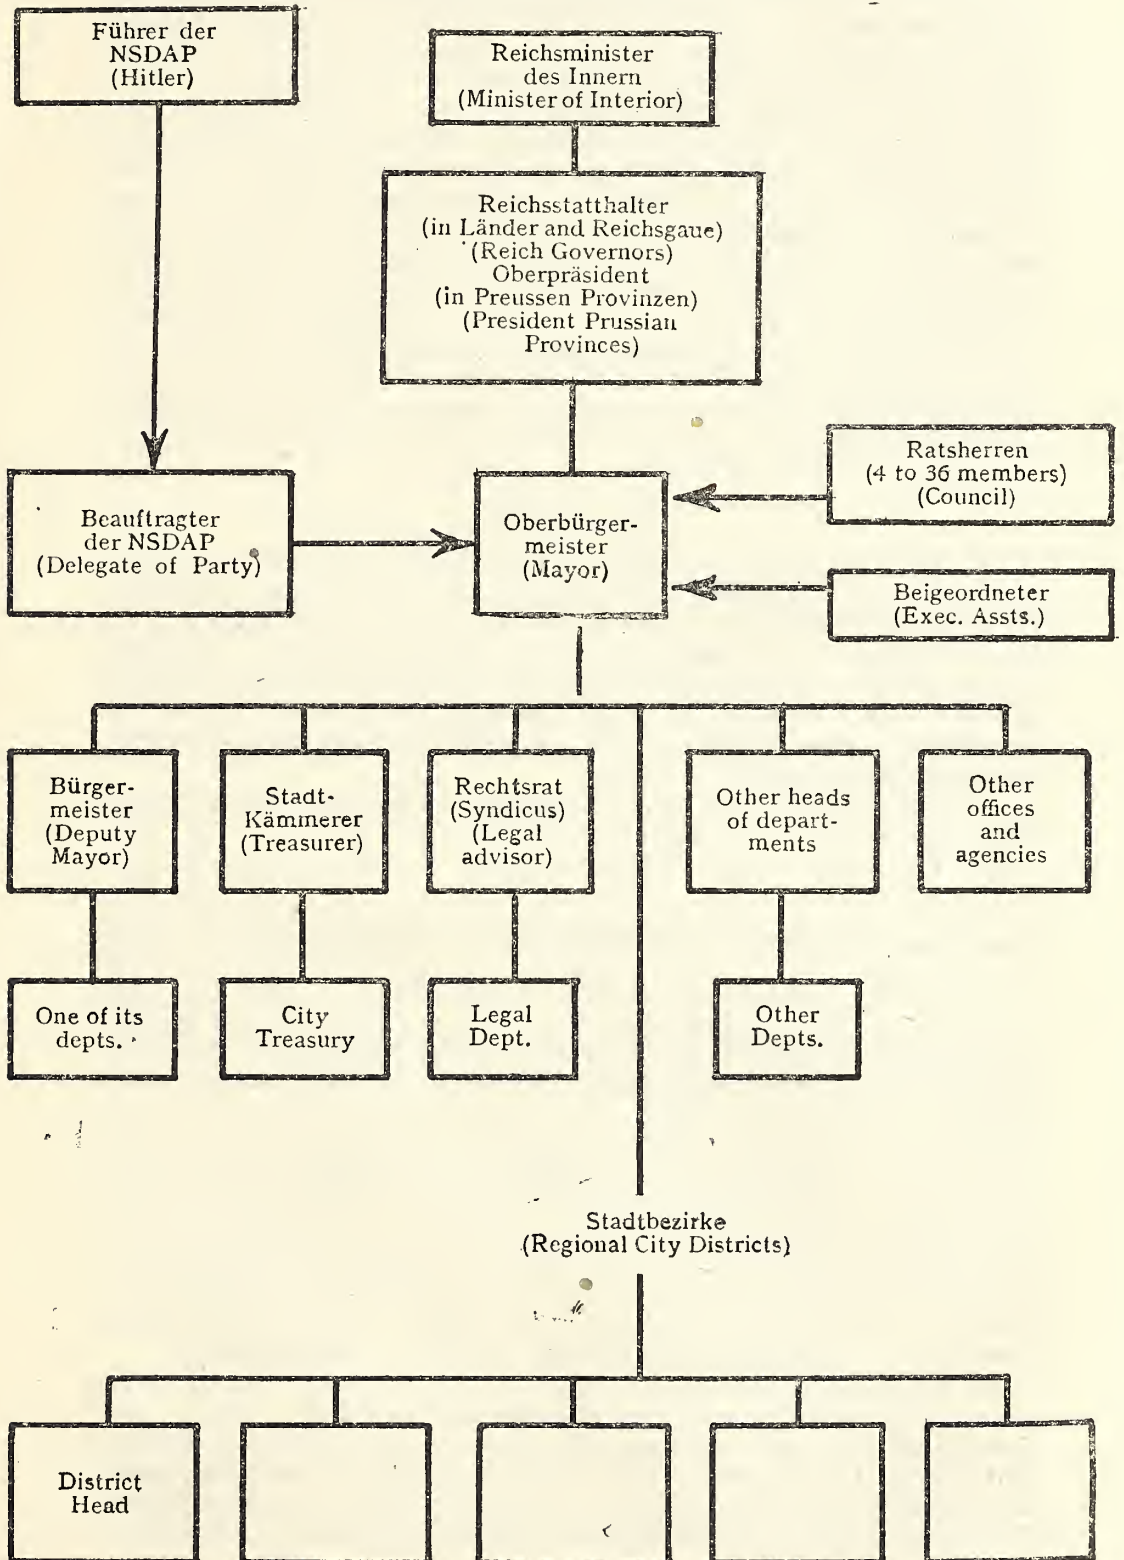 Führer der
NSDAP
(Hitler)
Reichsminister
des Innern
(Minister of Interior)
Reichsstatthalter
(in Länder and Reichsgaue)
(Reich Governors)
Oberpräsident
(in Preussen Provinzen)
(President Prussian
Provinces)
Ratsherren
(4 to 36 members)
(Council)
Beauftragter
der NSDAP
(Delegate of Party)
Oberbürger-
meister
(Mayor)
Beigeordneter
(Exec. Assts.)
Bürger-
meister
(Deputy
Mayor)
Stadt-
Kämmerer
(Treasurer)
Rechtsrat
(Syndicus)
(Legal
advisor)
Other heads
of depart-
ments
Other
offices
and
agencies
One of its
depts.
City
Treasury
Legal
Dept.
Other
Depts.
Stadtbezirke
(Regional City Districts)
District
Head